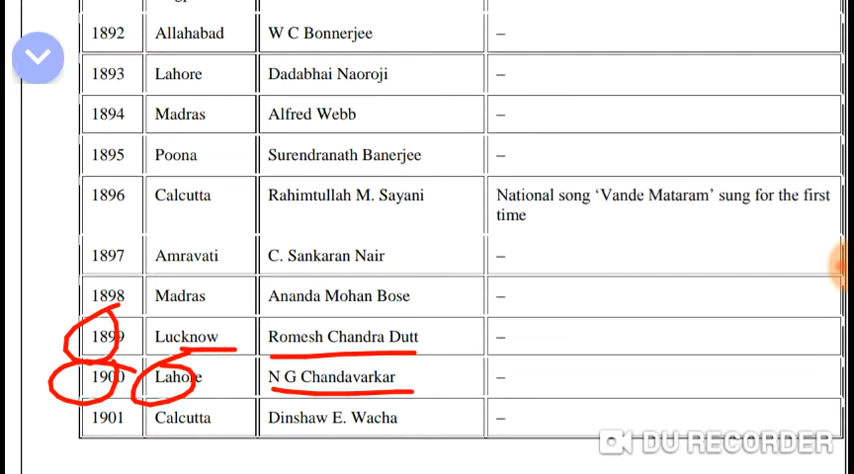 1892 Allahabad W C Bonnerjee –
1893 Lahore Dadabhai Naoroji –
1894 Madras Alfred Webb –
1895 Poona Surendranath Banerjee –
1896 Calcutta Rahimtullah M. Sayani National song ‘Vande Mataram’ sung for the first
time
1897 Amravati C. Sankaran Nair –
1898 Madras Ananda Mohan Bose –
1899 Lucknow Romesh Chandra Dutt –
1900 Lahore N G Chandavarkar –
1901 Calcutta Dinshaw E. Wacha –
DU RECORDER